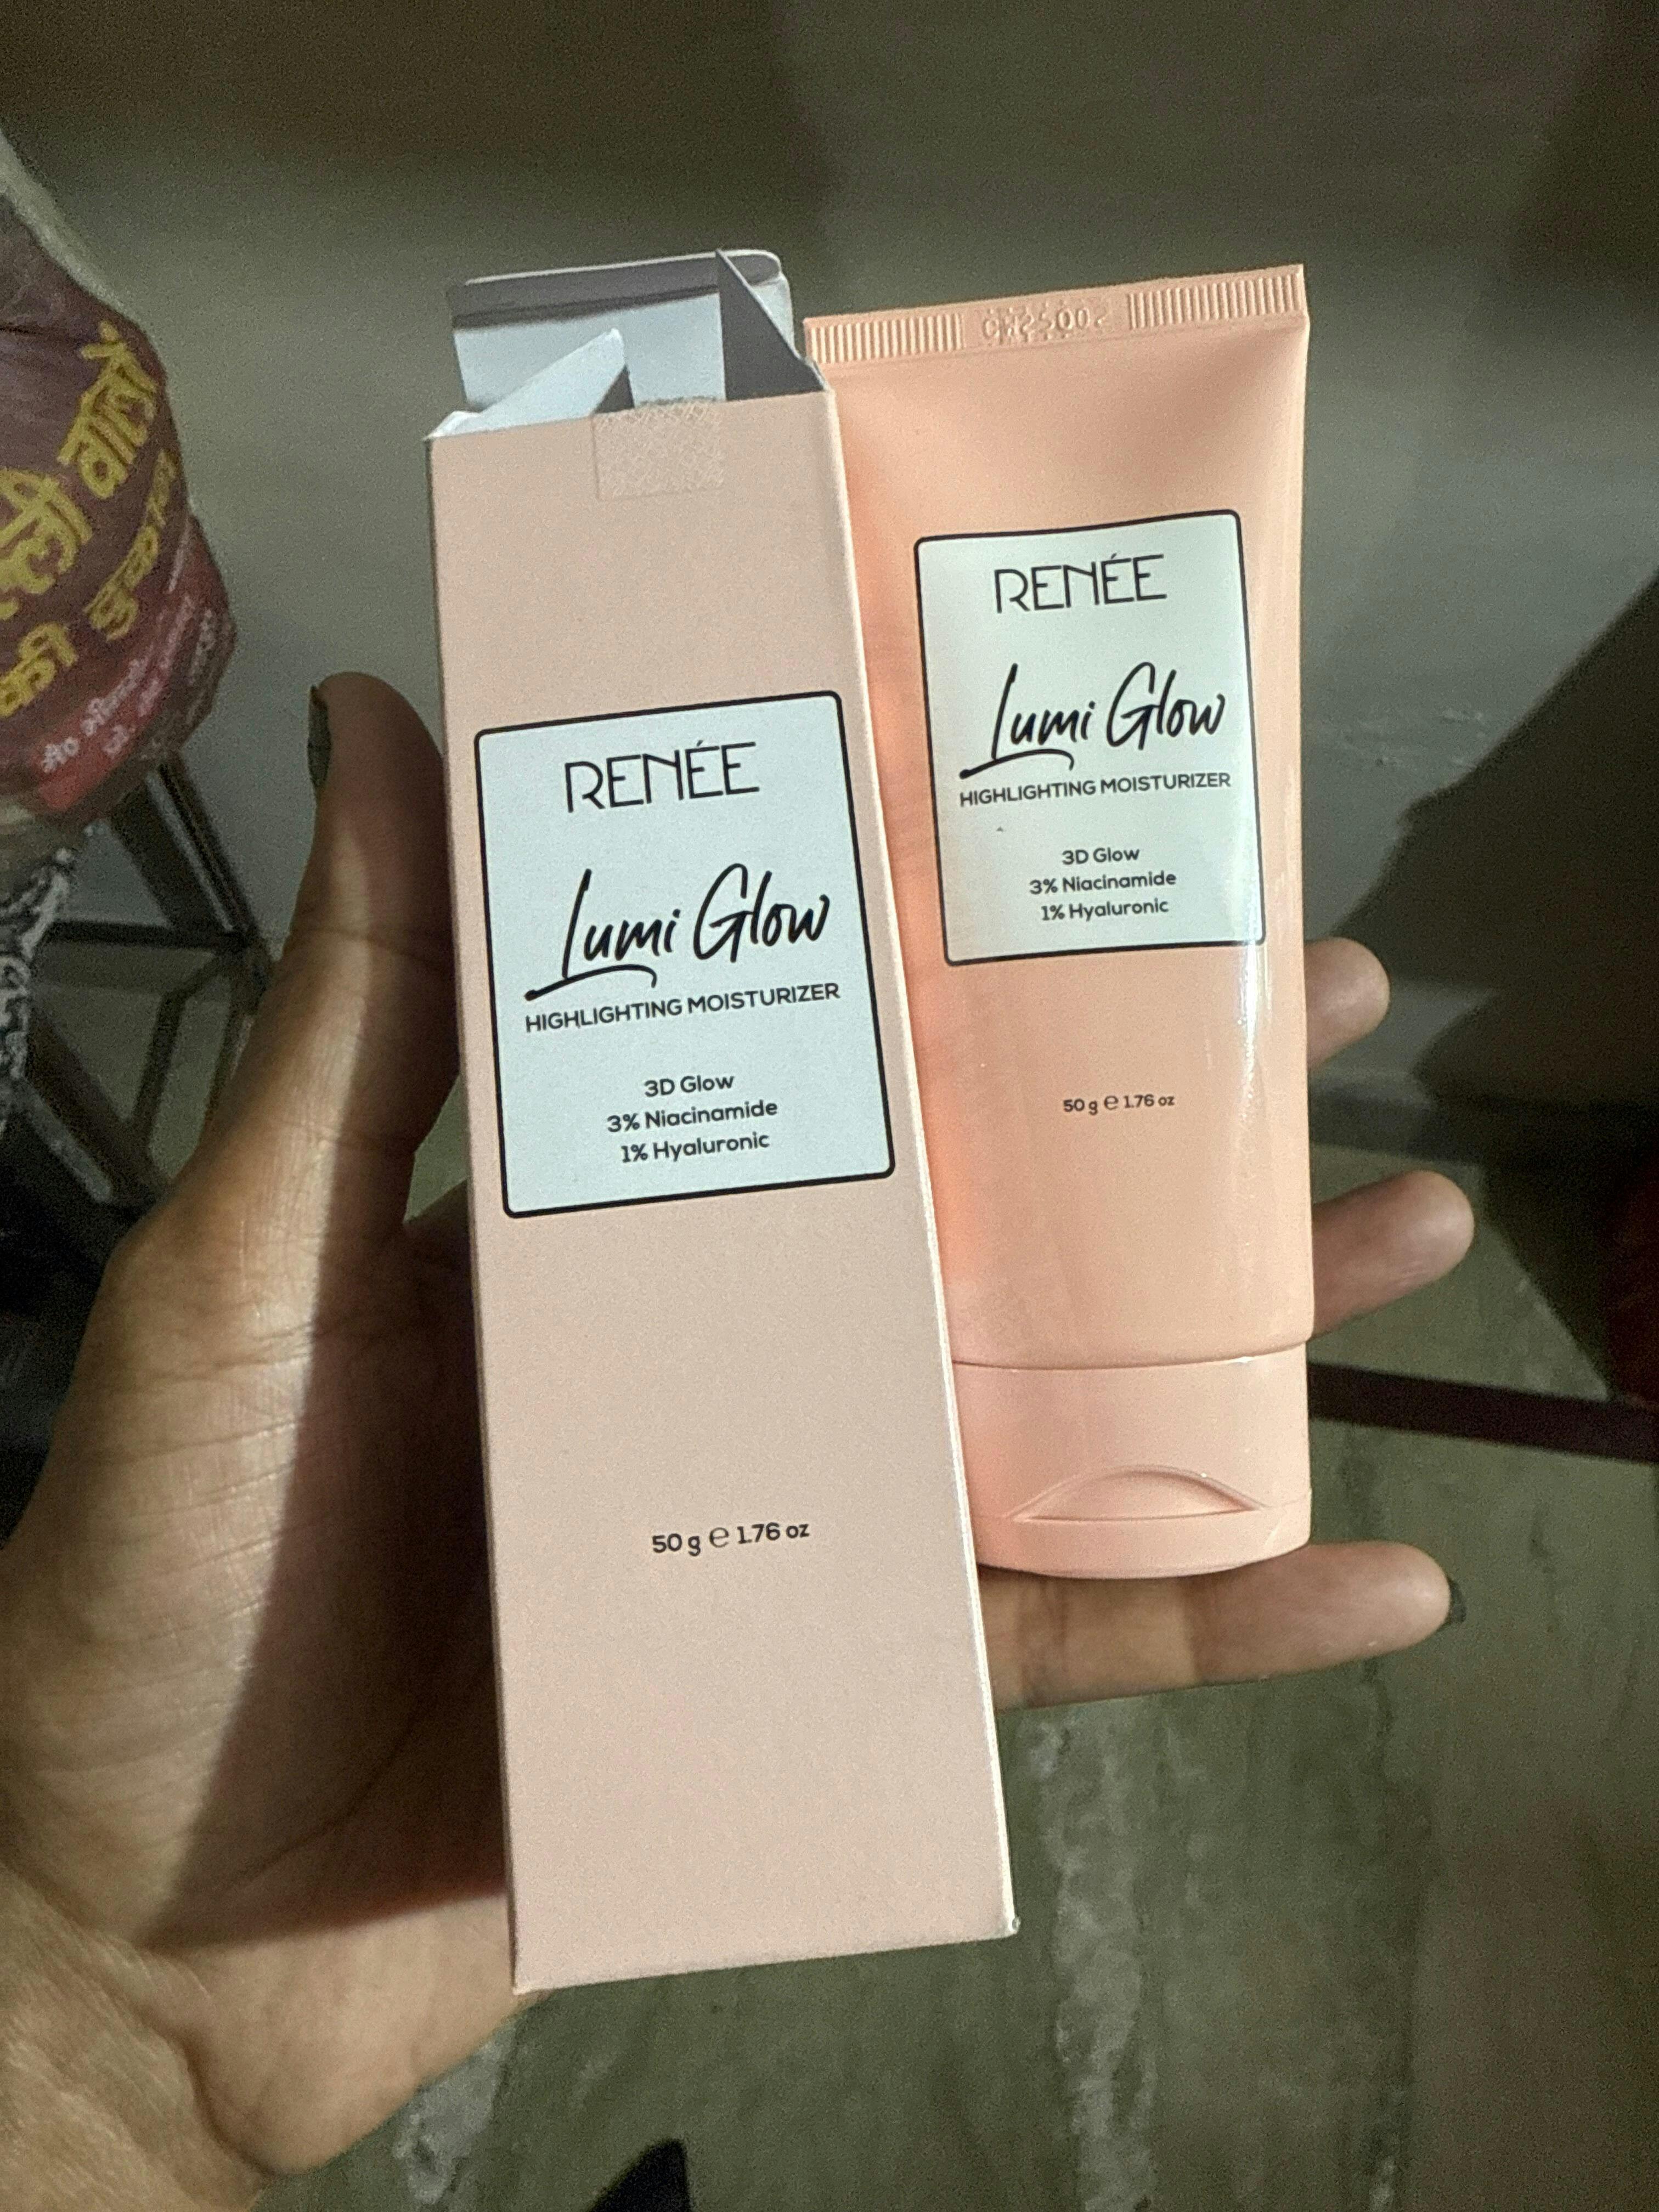 वाले
की दुकान
RENÉE
Lumi Glow
HIGHLIGHTING MOISTURIZER
3D Glow
3% Niacinamide
1% Hyaluronic
50 g ℮ 1.76 oz
RENÉE
Lumi Glow
HIGHLIGHTING MOISTURIZER
3D Glow
3% Niacinamide
1% Hyaluronic
50 g ℮ 1.76 oz